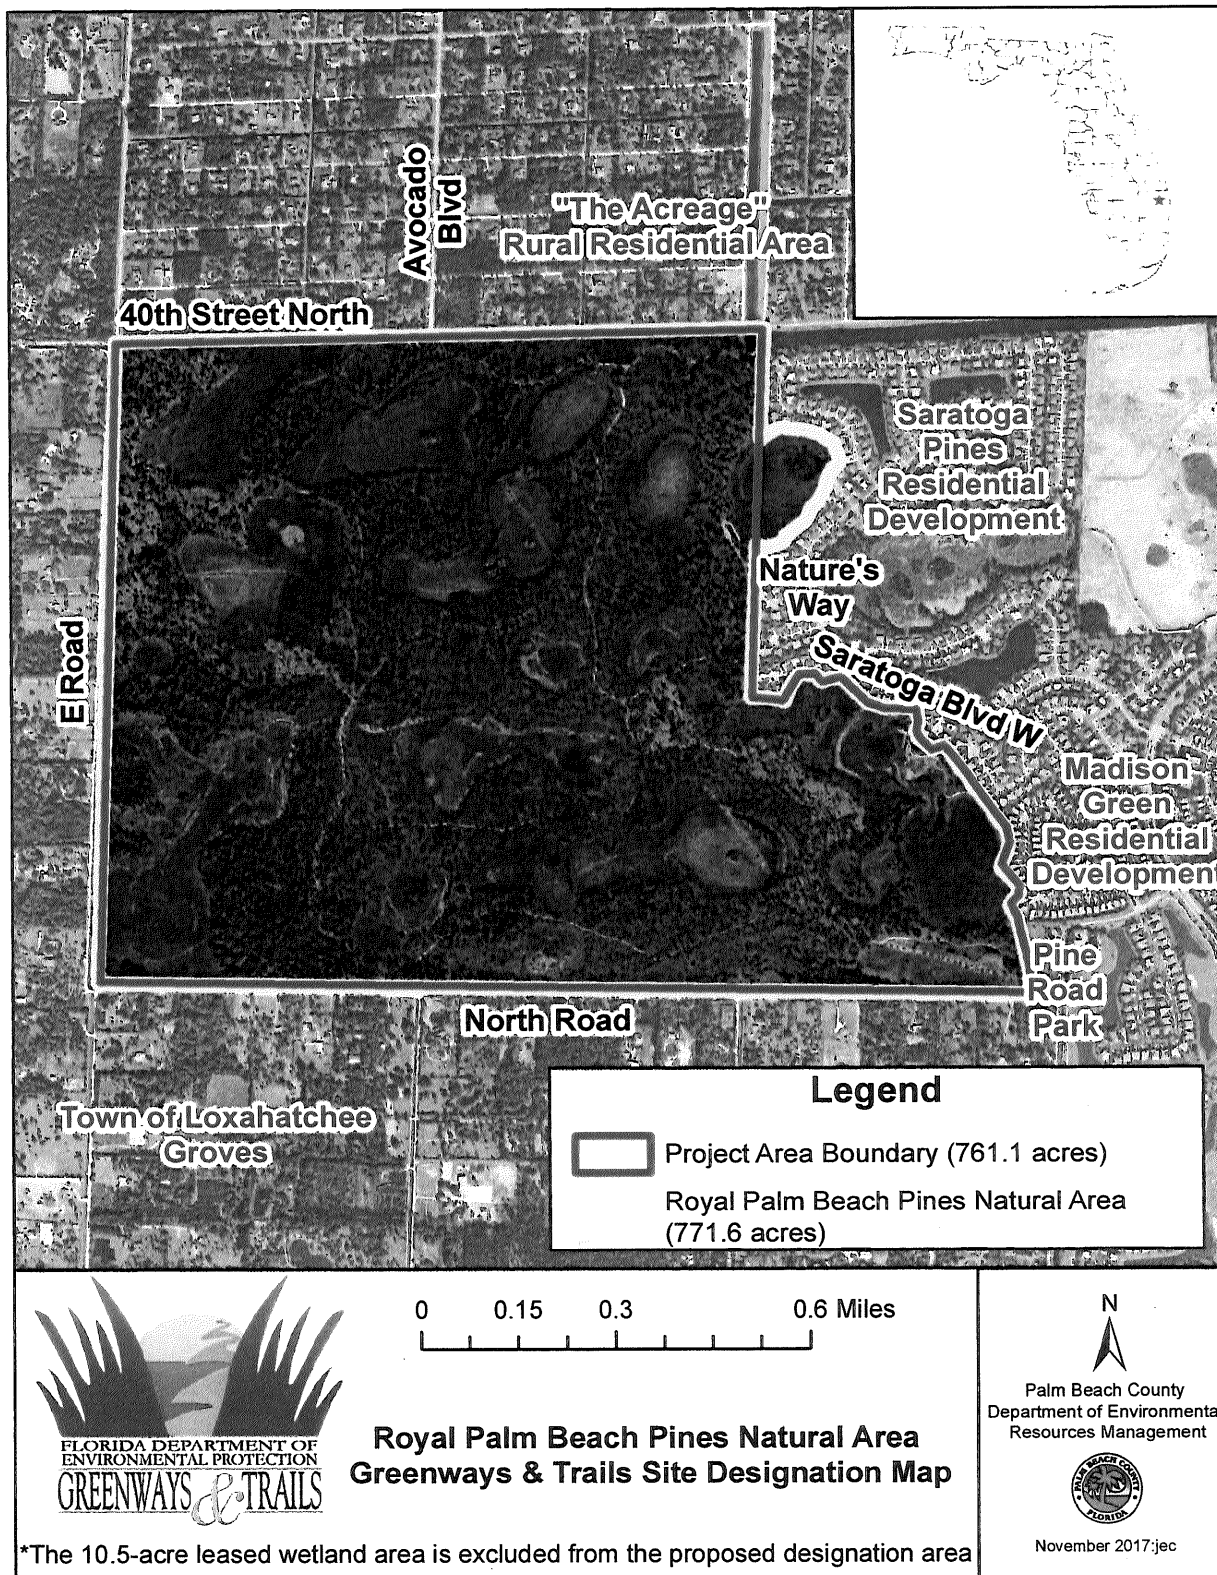 Avocado
Blvd
"The Acreage"
Rural Residential Area
40th Street North
Saratoga
Pines
Residential
Development
Nature's
Way
E Road
Saratoga Blvd W
Madison
Green
Residential
Development
Pine
Road
Park
North Road
Town of Loxahatchee
Groves
Legend
Project Area Boundary (761.1 acres)
Royal Palm Beach Pines Natural Area
(771.6 acres)
0 0.15 0.3 0.6 Miles
FLORIDA DEPARTMENT OF
ENVIRONMENTAL PROTECTION
GREENWAYS & TRAILS
Royal Palm Beach Pines Natural Area
Greenways & Trails Site Designation Map
*The 10.5-acre leased wetland area is excluded from the proposed designation area
N
Palm Beach County
Department of Environmenta
Resources Management
PALM BEACH COUNTY
FLORIDA
November 2017:jec